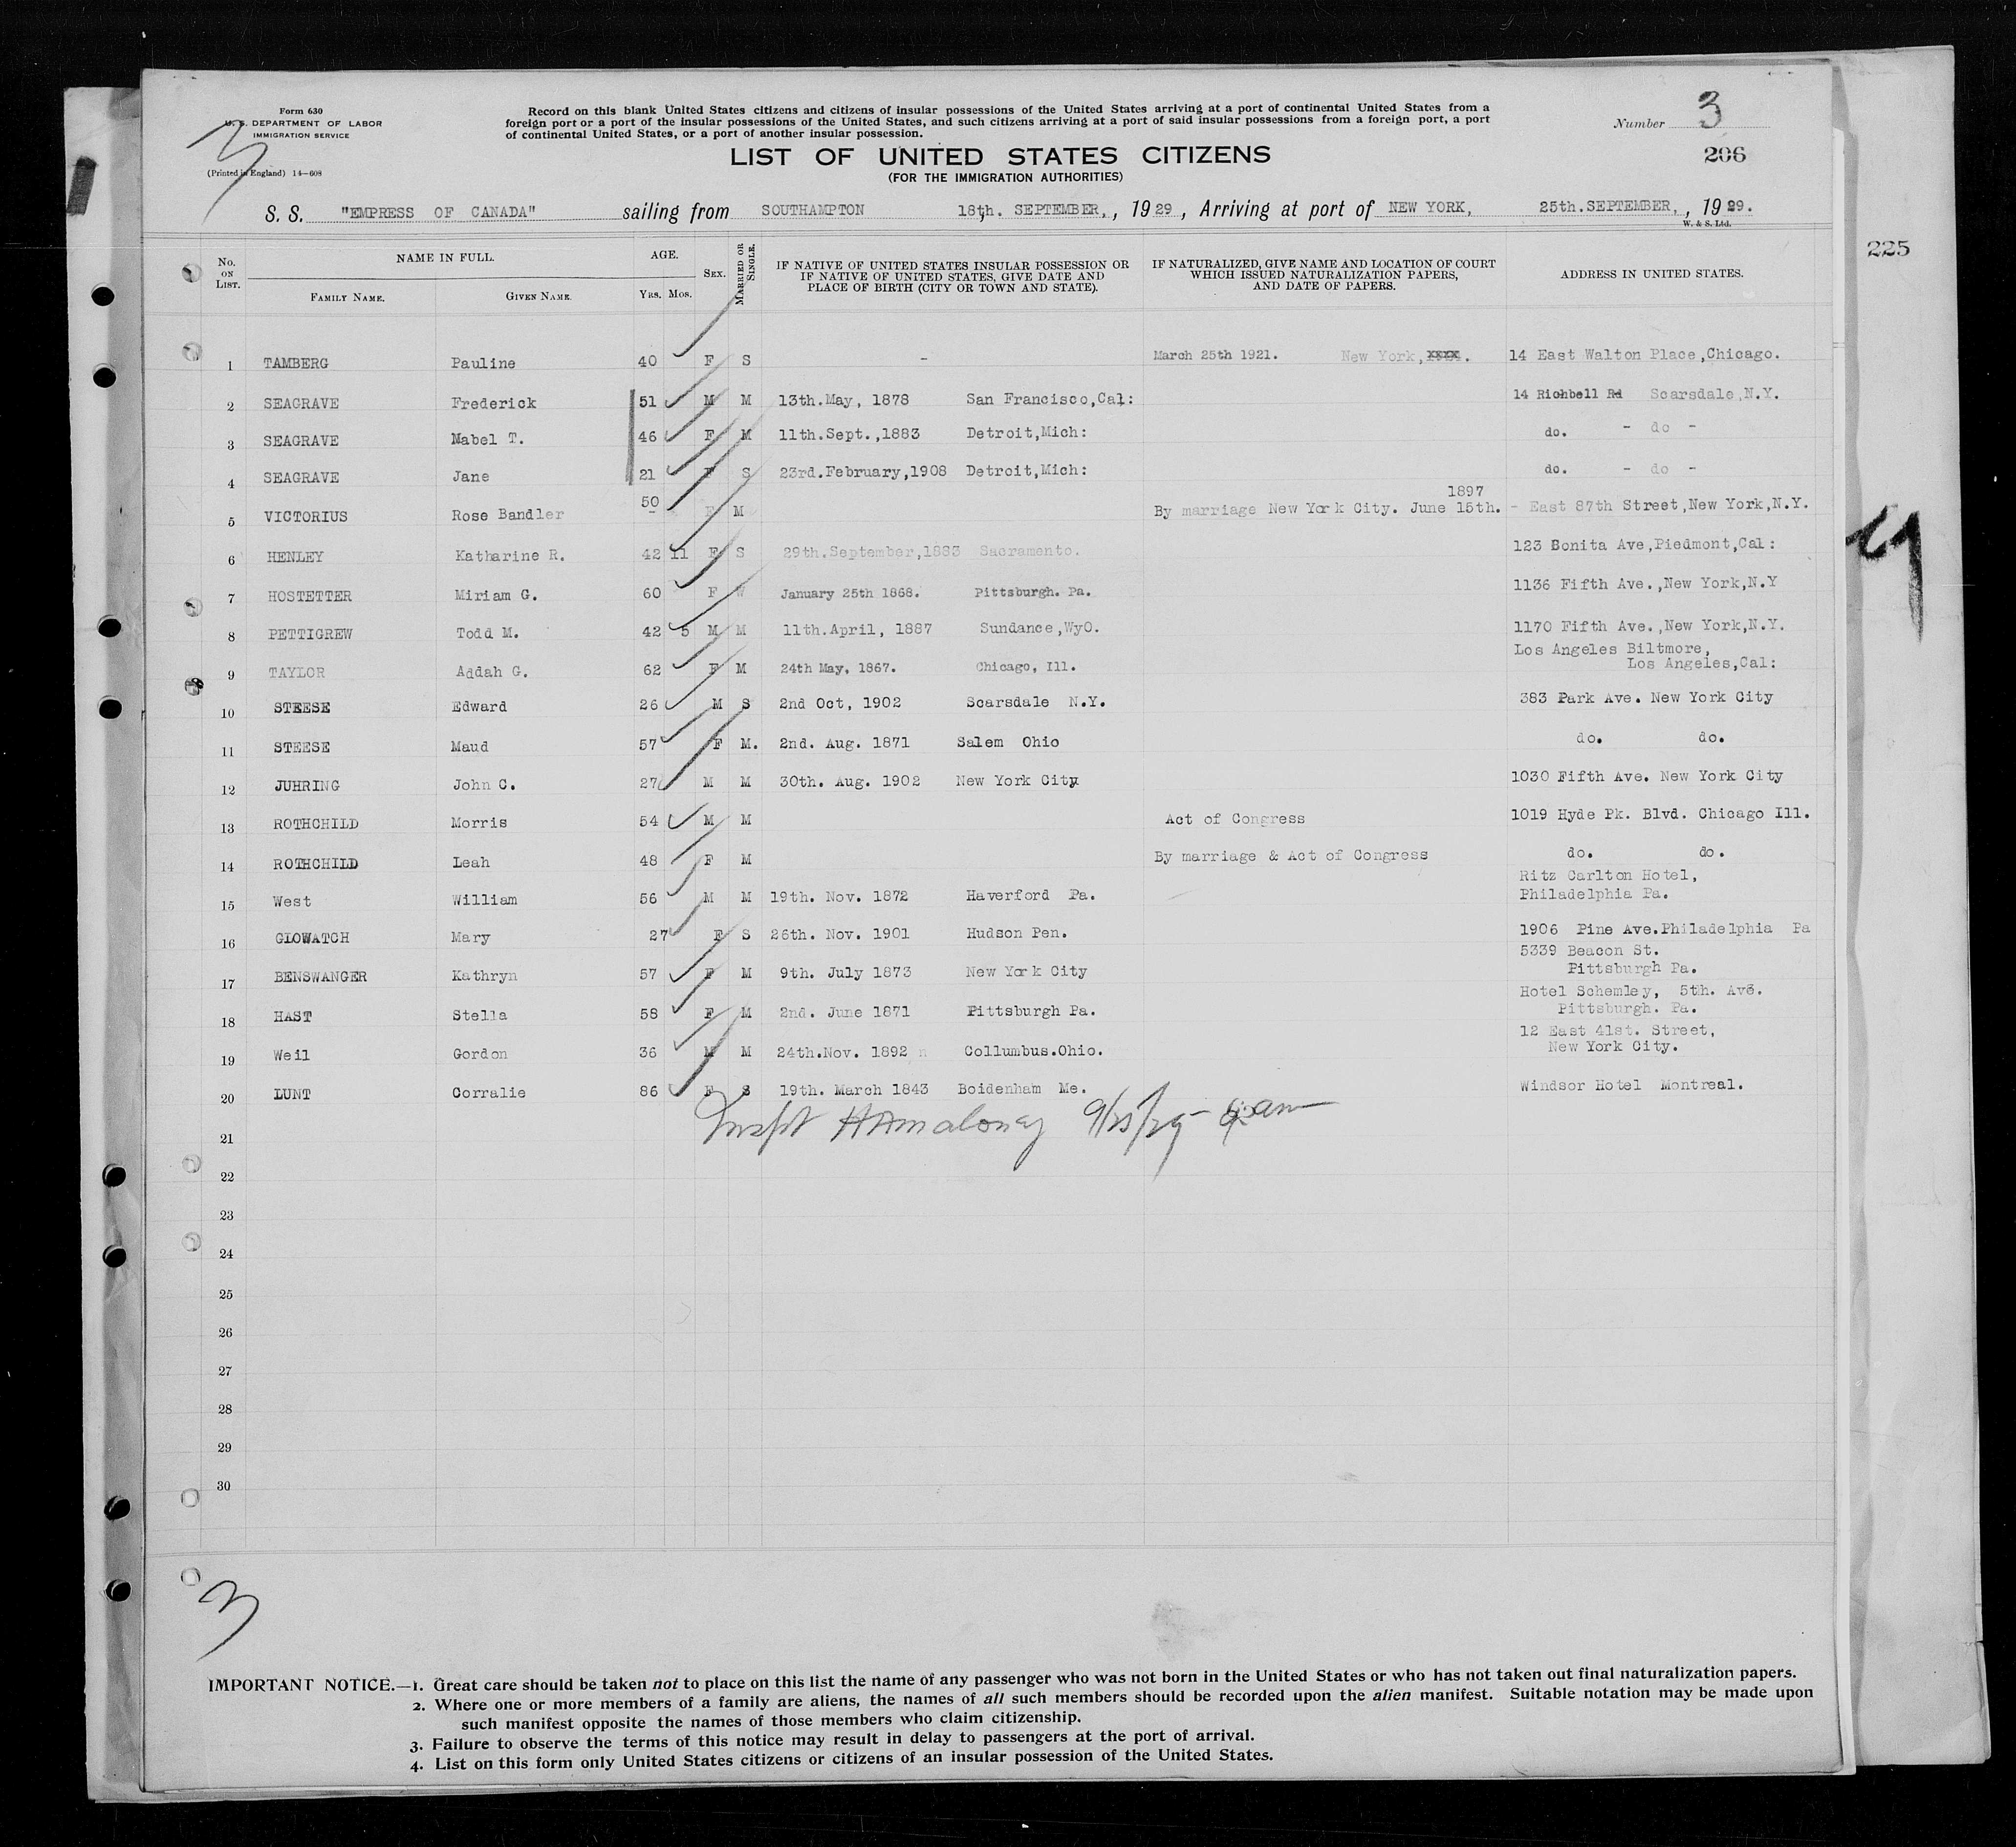 Form 630
U. S. DEPARTMENT OF LABOR
IMMIGRATION SERVICE
(Printed in England) 14—608
3
Record on this blank United States citizens and citizens of insular possessions of the United States arriving at a port of continental United States from a
foreign port or a port of the insular possessions of the United States, and such citizens arriving at a port of said insular possessions from a foreign port, a port
of continental United States, or a port of another insular possession.
Number 3
206
LIST OF UNITED STATES CITIZENS
(FOR THE IMMIGRATION AUTHORITIES)
S. S. "EMPRESS OF CANADA" sailing from SOUTHAMPTON 18th. SEPTEMBER, , 1929, Arriving at port of NEW YORK, 25th. SEPTEMBER, , 1929.
W. & S. Ltd.
225
No. ON LIST. NAME IN FULL. FAMILY NAME. GIVEN NAME. AGE. YRS. MOS. SEX. MARRIED OR SINGLE. IF NATIVE OF UNITED STATES INSULAR POSSESSION OR IF NATIVE OF UNITED STATES, GIVE DATE AND PLACE OF BIRTH (CITY OR TOWN AND STATE). IF NATURALIZED, GIVE NAME AND LOCATION OF COURT WHICH ISSUED NATURALIZATION PAPERS, AND DATE OF PAPERS. ADDRESS IN UNITED STATES.
1 TAMBERG Pauline 40 F S - March 25th 1921. New York, xxxx. 14 East Walton Place,Chicago.
2 SEAGRAVE Frederick 51 M M 13th.May, 1878 San Francisco,Cal: 14 Richbell Rd Scarsdale,N.Y.
3 SEAGRAVE Mabel T. 46 F M 11th.Sept.,1883 Detroit,Mich: do. - do -
4 SEAGRAVE Jane 21 F S 23rd.February,1908 Detroit,Mich: do. - do -
5 VICTORIUS Rose Bandler 50 - F M By marriage New York City. June 15th. 1897 - East 87th Street,New York,N.Y.
6 HENLEY Katharine R. 42 11 F S 29th.September,1883 Sacramento. 123 Bonita Ave,Piedmont,Cal:
7 HOSTETTER Miriam G. 60 F W January 25th 1868. Pittsburgh. Pa. 1136 Fifth Ave.,New York,N.Y
8 PETTIGREW Todd M. 42 5 M M 11th.April, 1887 Sundance,WyO. 1170 Fifth Ave.,New York,N.Y.
9 TAYLOR Addah G. 62 F M 24th May, 1867. Chicago, Ill. Los Angeles Biltmore,
Los Angeles,Cal:
10 STEESE Edward 26 M S 2nd Oct, 1902 Scarsdale N.Y. 383 Park Ave. New York City
11 STEESE Maud 57 F M. 2nd. Aug. 1871 Salem Ohio do. do.
12 JUHRING John C. 27 M M 30th. Aug. 1902 New York City 1030 Fifth Ave. New York City
13 ROTHCHILD Morris 54 M M Act of Congress 1019 Hyde Pk. Blvd. Chicago Ill.
14 ROTHCHILD Leah 48 F M By marriage & Act of Congress do. do.
15 West William 56 M M 19th. Nov. 1872 Haverford Pa. Ritz Carlton Hotel,
Philadelphia Pa.
16 GLOWATCH Mary 27 F S 26th. Nov. 1901 Hudson Pen. 1906 Pine Ave.Philadelphia Pa
17 BENSWANGER Kathryn 57 F M 9th. July 1873 New York City 5339 Beacon St.
Pittsburgh Pa.
18 HAST Stella 58 F M 2nd. June 1871 Pittsburgh Pa. Hotel Schemley, 5th. Ave.
Pittsburgh. Pa.
19 Weil Gordon 36 M M 24th.Nov. 1892 n Collumbus.Ohio. 12 East 41st. Street,
New York City.
20 LUNT Corralie 86 F S 19th. March 1843 Boidenham Me. Windsor Hotel Montreal.
21 HAMaloney 9/25/29
22
23
24
25
26
27
28
29
30
3
IMPORTANT NOTICE.—1. Great care should be taken not to place on this list the name of any passenger who was not born in the United States or who has not taken out final naturalization papers.
2. Where one or more members of a family are aliens, the names of all such members should be recorded upon the alien manifest. Suitable notation may be made upon
such manifest opposite the names of those members who claim citizenship.
3. Failure to observe the terms of this notice may result in delay to passengers at the port of arrival.
4. List on this form only United States citizens or citizens of an insular possession of the United States.